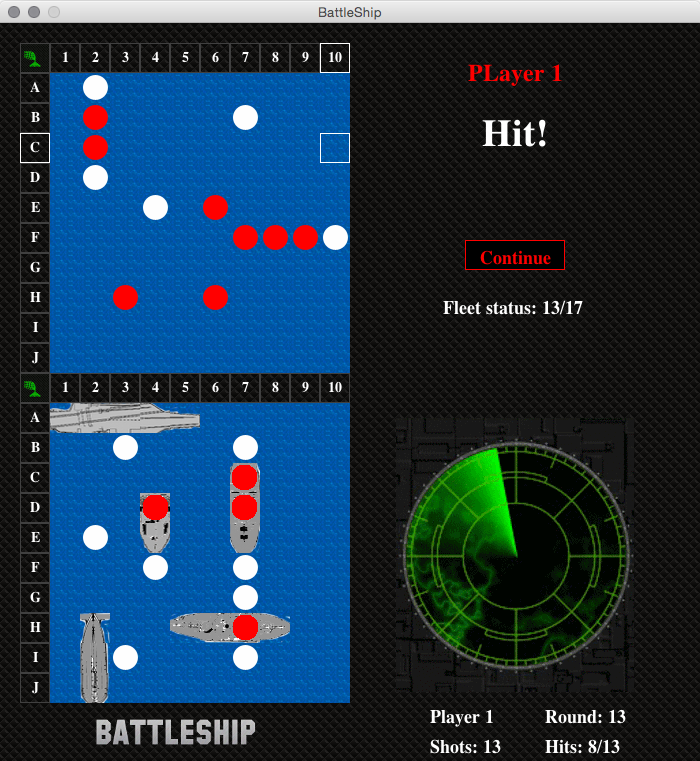 BattleShip
1 2 3 4 5 6 7 8 9 10
A
B
C
D
E
F
G
H
I
J
PLayer 1
Hit!
Continue
Fleet status: 13/17
1 2 3 4 5 6 7 8 9 10
A
B
C
D
E
F
G
H
I
J
BATTLESHIP
Player 1 Round: 13
Shots: 13 Hits: 8/13